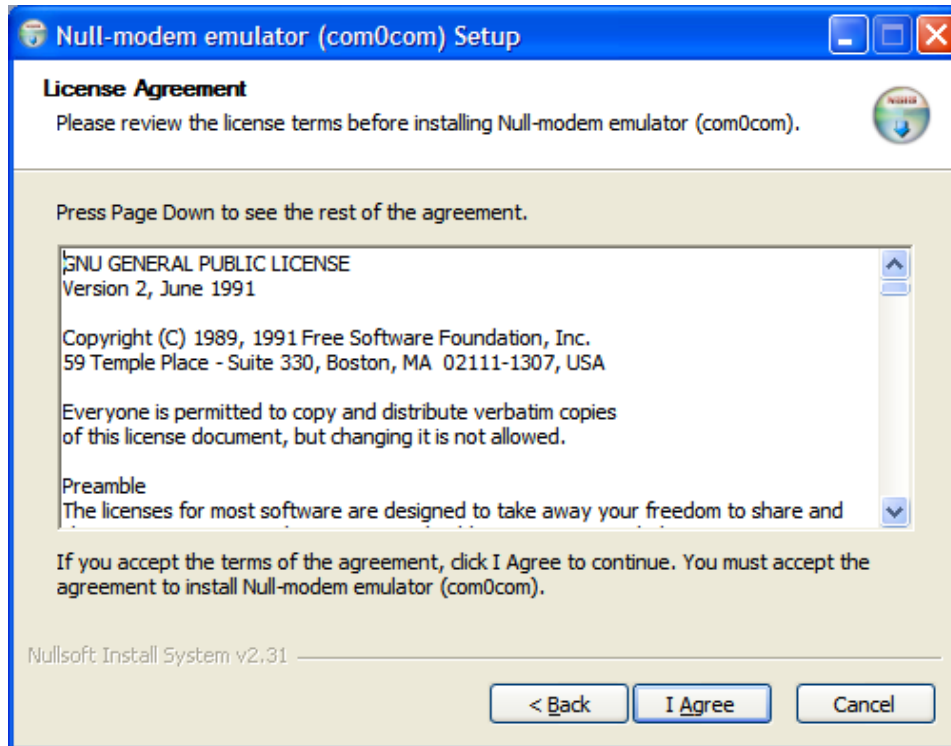 Null-modem emulator (com0com) Setup
License Agreement
Please review the license terms before installing Null-modem emulator (com0com).
Press Page Down to see the rest of the agreement.
GNU GENERAL PUBLIC LICENSE
Version 2, June 1991
Copyright (C) 1989, 1991 Free Software Foundation, Inc.
59 Temple Place - Suite 330, Boston, MA  02111-1307, USA
Everyone is permitted to copy and distribute verbatim copies
of this license document, but changing it is not allowed.
Preamble
The licenses for most software are designed to take away your freedom to share and
If you accept the terms of the agreement, click I Agree to continue. You must accept the
agreement to install Null-modem emulator (com0com).
Nullsoft Install System v2.31
< Back
I Agree
Cancel